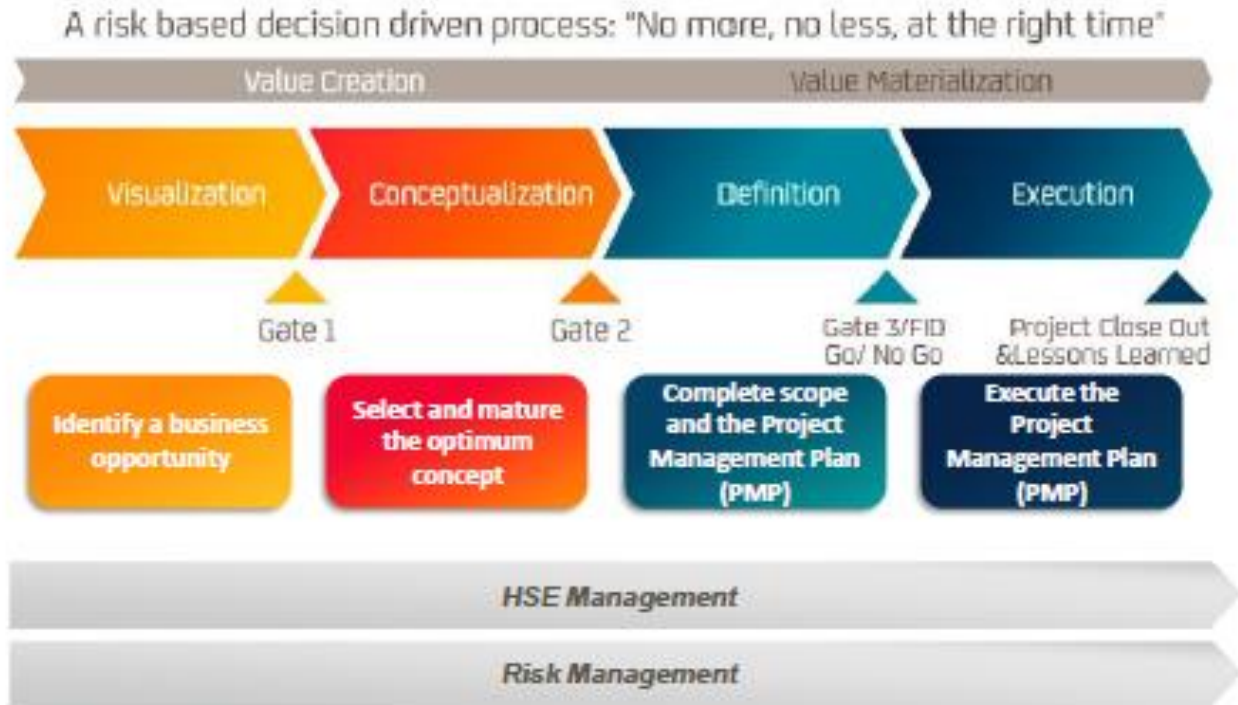 A risk based decision driven process: "No more, no less, at the right time"
Value Creation
Value Materialization
Visualization
Conceptualization
Definition
Execution
Gate 1
Gate 2
Gate 3/FID
Go/ No Go
Project Close Out
&Lessons Learned
Identify a business
opportunity
Select and mature
the optimum
concept
Complete scope
and the Project
Management Plan
(PMP)
Execute the
Project
Management Plan
(PMP)
HSE Management
Risk Management